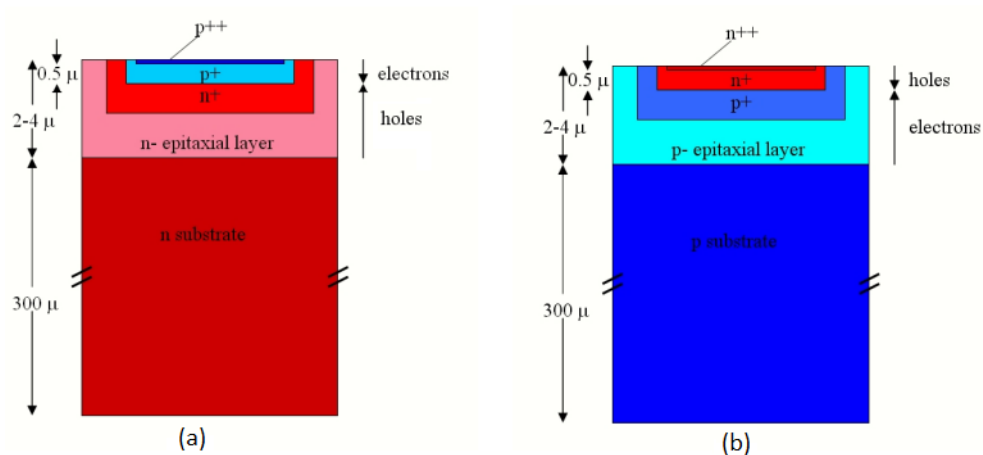 p++
0.5 μ
p+
electrons
n+
holes
2-4 μ
n- epitaxial layer
n substrate
300 μ
(a)
n++
0.5 μ
n+
holes
p+
electrons
2-4 μ
p- epitaxial layer
p substrate
300 μ
(b)